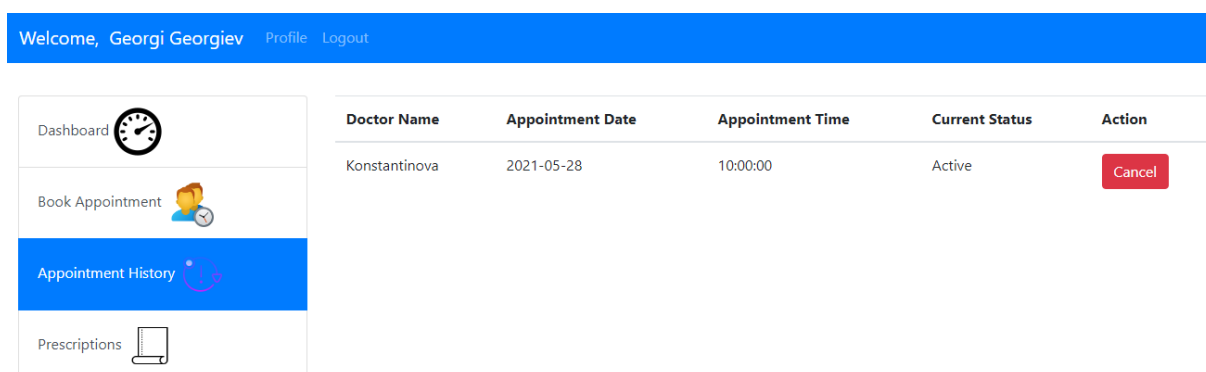 Welcome, Georgi Georgiev Profile Logout
Dashboard
Book Appointment
Appointment History
Prescriptions
Doctor Name Appointment Date Appointment Time Current Status Action
Konstantinova 2021-05-28 10:00:00 Active Cancel